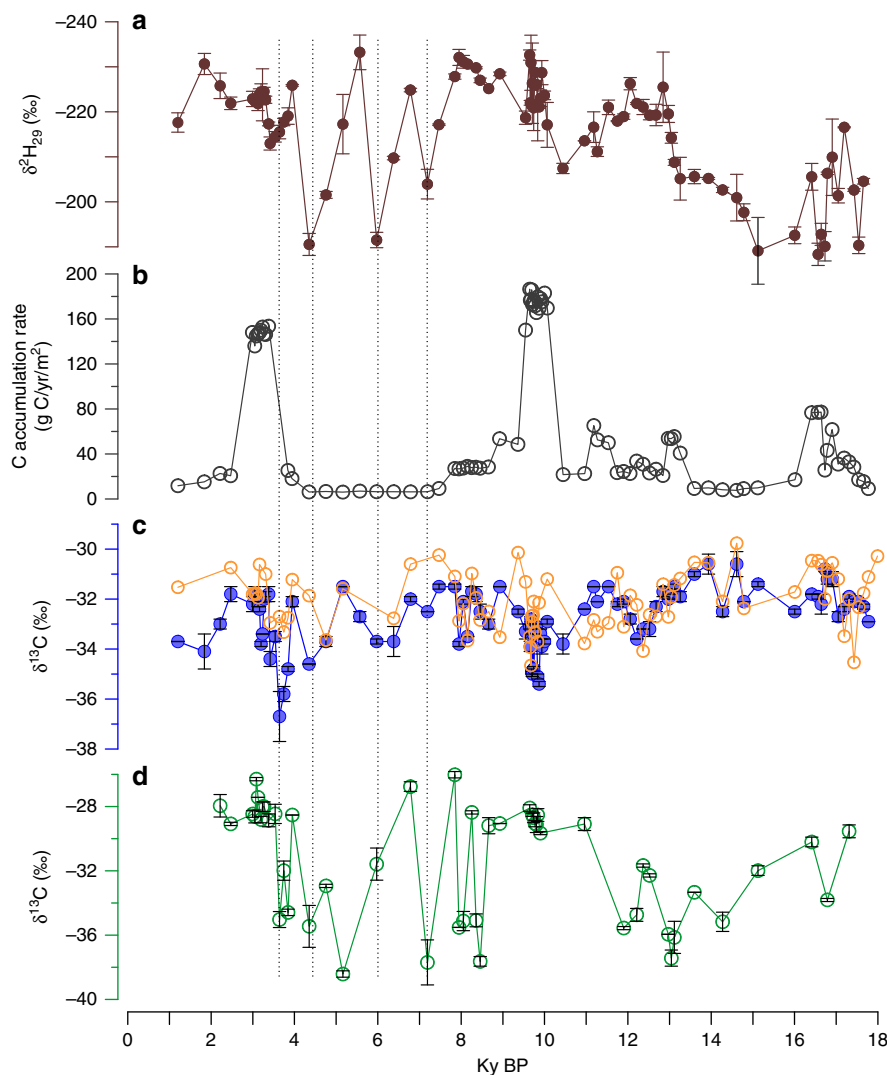 a
−240
−220
−200
δ²H₂₉ (‰)
b
200
160
120
80
40
0
C accumulation rate
(g C/yr/m²)
c
−30
−32
−34
−36
−38
δ¹³C (‰)
d
−28
−32
−36
−40
δ¹³C (‰)
0 2 4 6 8 10 12 14 16 18
Ky BP